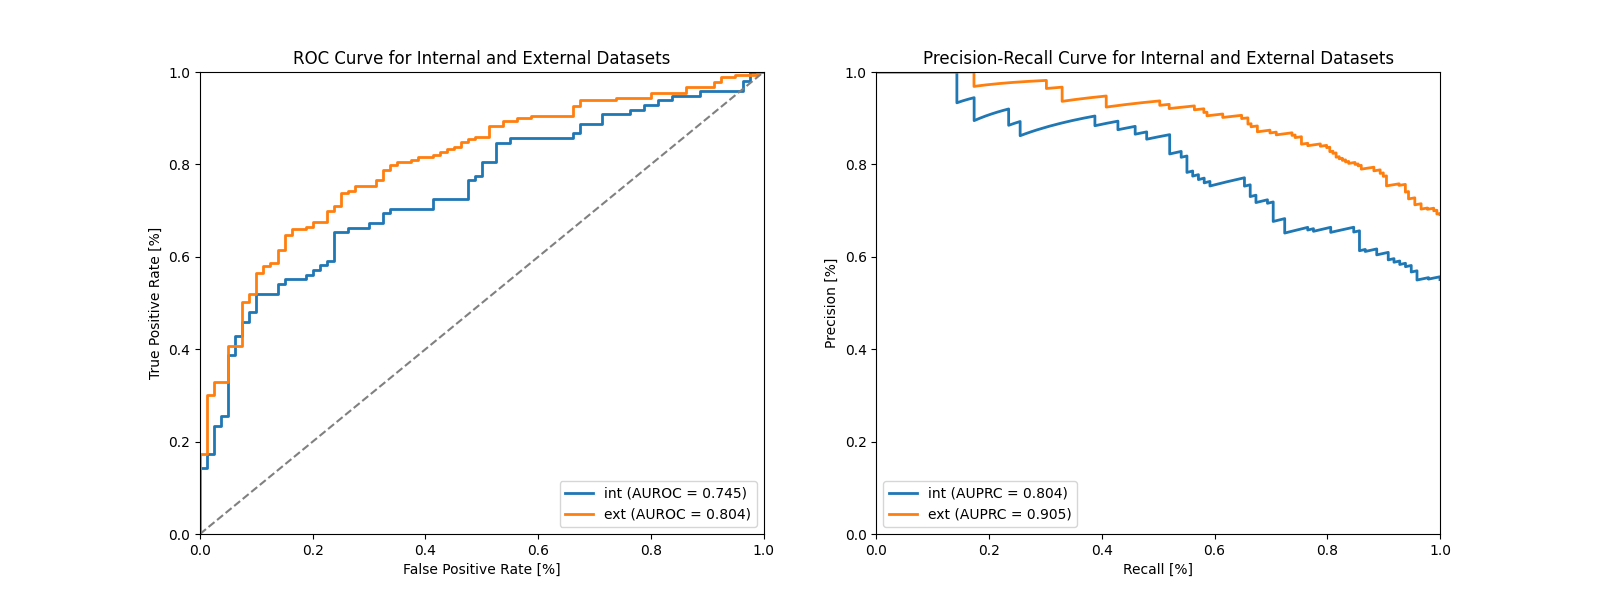 ROC Curve for Internal and External Datasets
True Positive Rate [%]
1.0
0.8
0.6
0.4
0.2
0.0
0.0 0.2 0.4 0.6 0.8 1.0
False Positive Rate [%]
int (AUROC = 0.745)
ext (AUROC = 0.804)
Precision-Recall Curve for Internal and External Datasets
Precision [%]
1.0
0.8
0.6
0.4
0.2
0.0
0.0 0.2 0.4 0.6 0.8 1.0
Recall [%]
int (AUPRC = 0.804)
ext (AUPRC = 0.905)